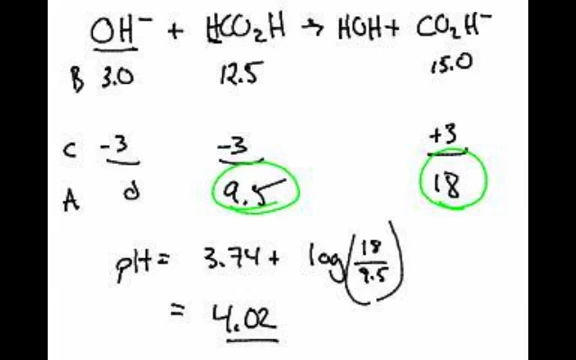 OH⁻ + HCO₂H → HOH + CO₂H⁻
B 3.0 12.5 15.0
C -3 -3 +3
A 0 9.5 18
pH = 3.74 + log(18/9.5)
= 4.02